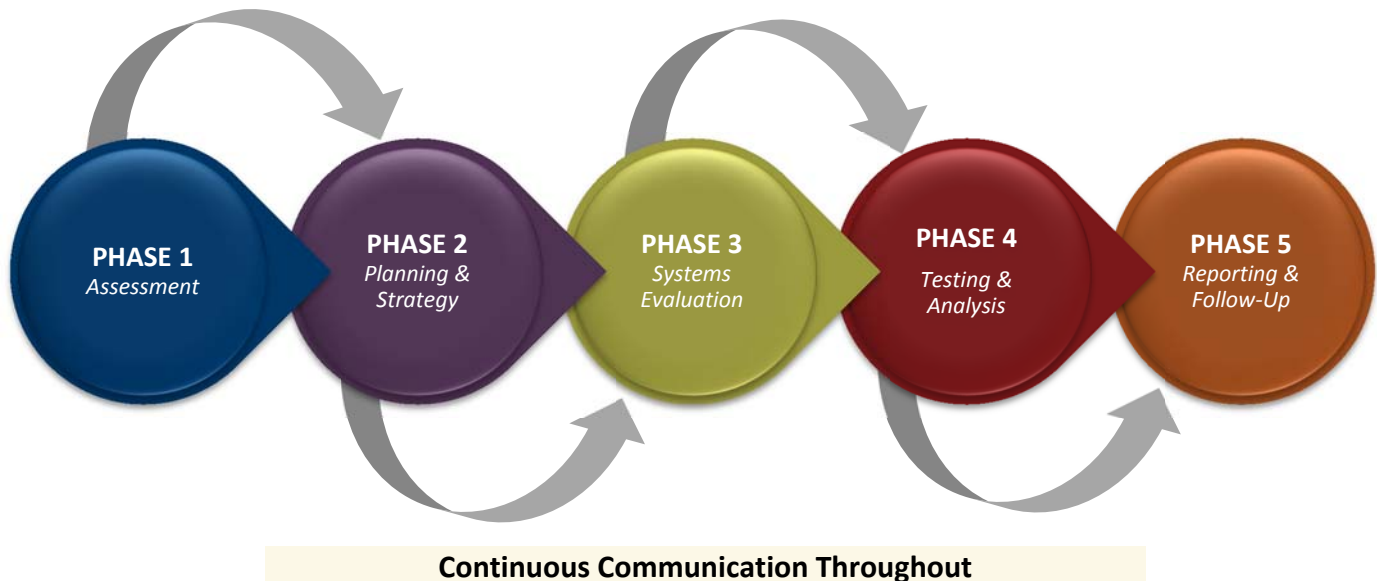 PHASE 1
Assessment
PHASE 2
Planning &
Strategy
PHASE 3
Systems
Evaluation
PHASE 4
Testing &
Analysis
PHASE 5
Reporting &
Follow-Up
Continuous Communication Throughout